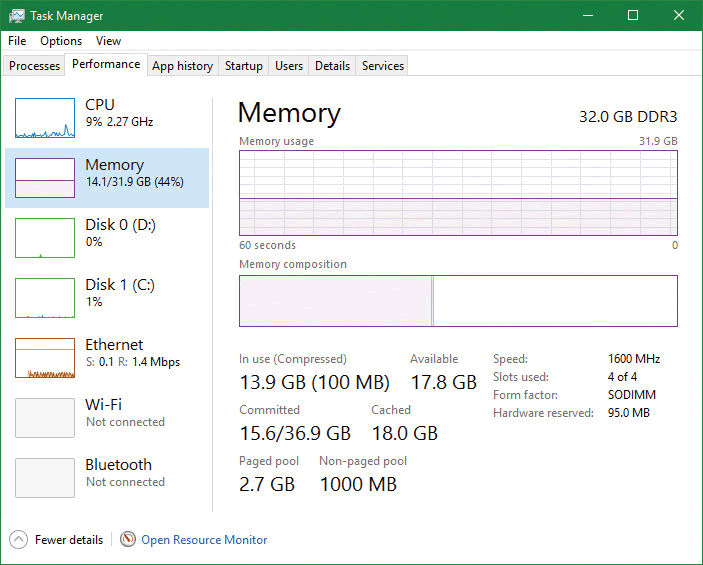 Task Manager
File Options View
Processes Performance App history Startup Users Details Services
CPU
9% 2.27 GHz
Memory
14.1/31.9 GB (44%)
Disk 0 (D:)
0%
Disk 1 (C:)
1%
Ethernet
S: 0.1 R: 1.4 Mbps
Wi-Fi
Not connected
Bluetooth
Not connected
Memory 32.0 GB DDR3
Memory usage 31.9 GB
60 seconds 0
Memory composition
In use (Compressed) Available
13.9 GB (100 MB) 17.8 GB
Committed Cached
15.6/36.9 GB 18.0 GB
Paged pool Non-paged pool
2.7 GB 1000 MB
Speed: 1600 MHz
Slots used: 4 of 4
Form factor: SODIMM
Hardware reserved: 95.0 MB
Fewer details Open Resource Monitor